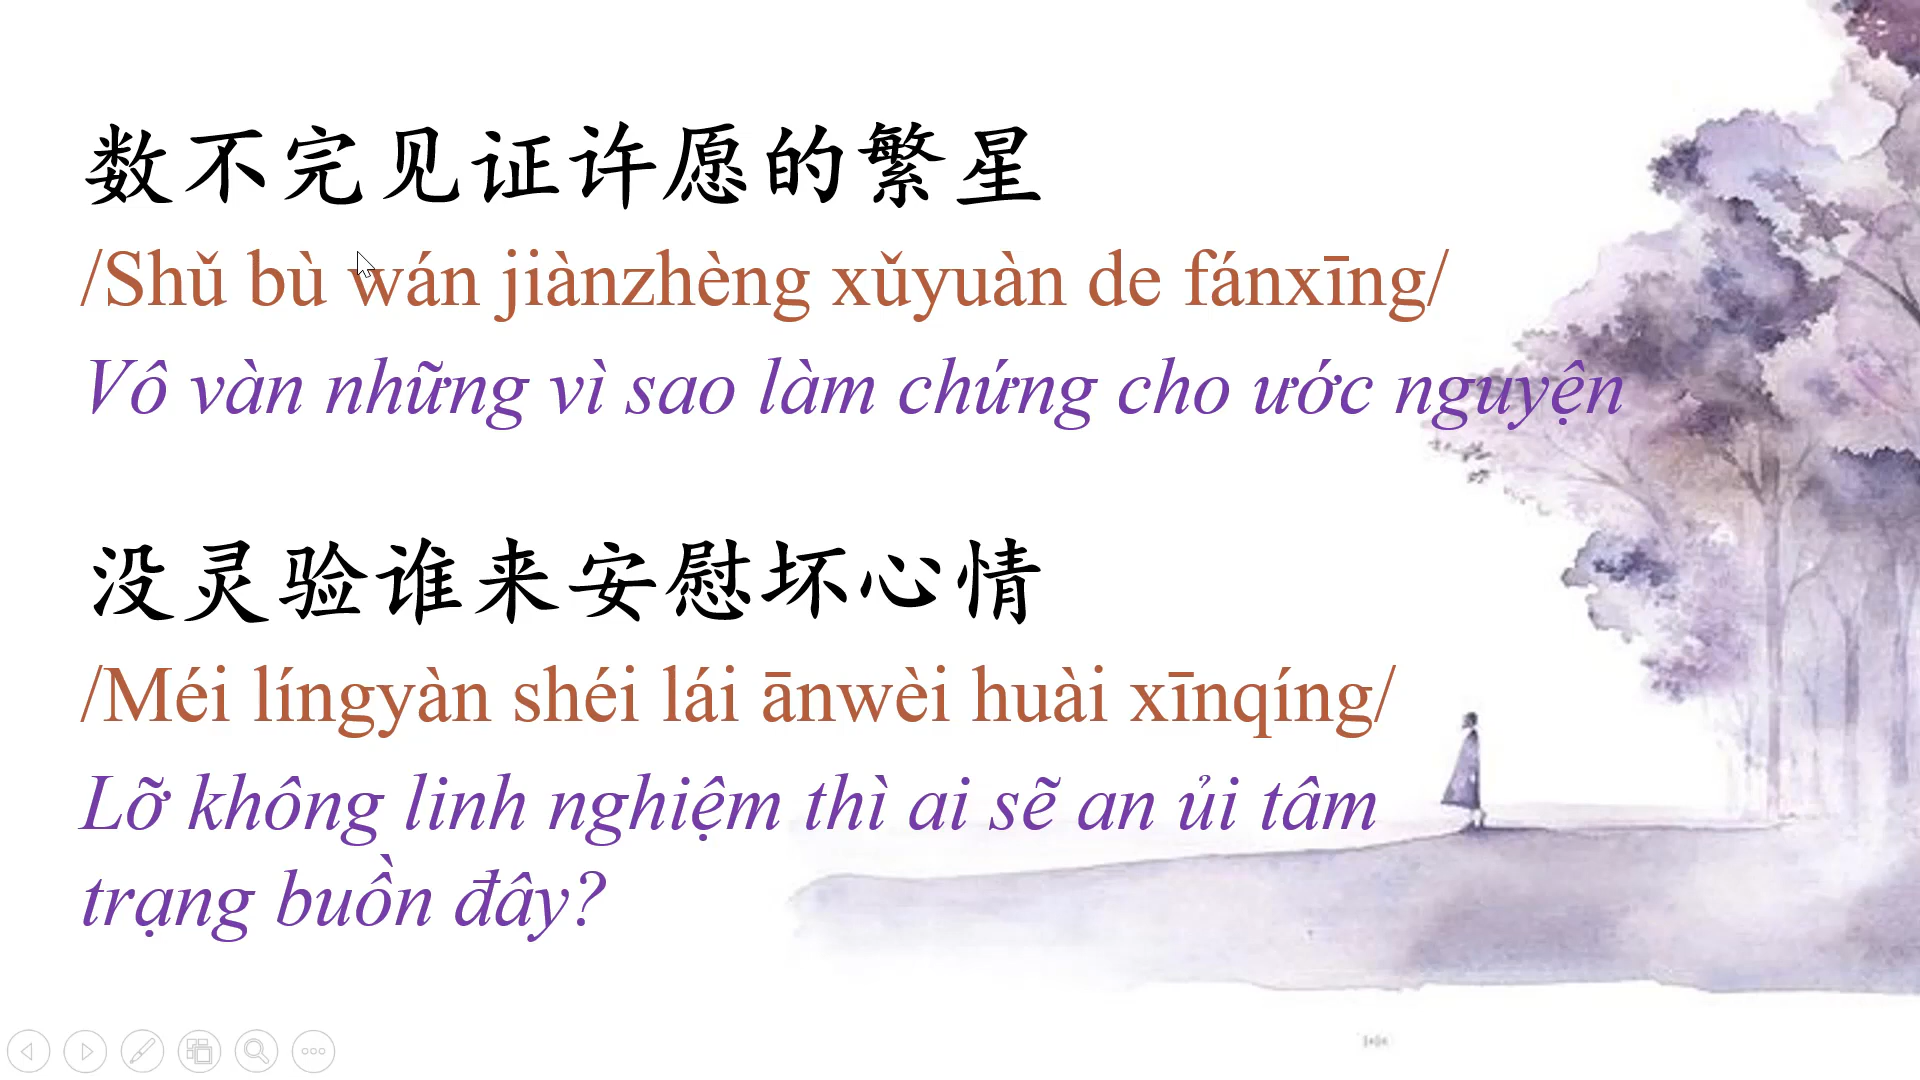 数不完见证许愿的繁星
/Shǔ bù wán jiànzhèng xǔyuàn de fánxīng/
Vô vàn những vì sao làm chứng cho ước nguyện
没灵验谁来安慰坏心情
/Méi língyàn shéi lái ānwèi huài xīnqíng/
Lỡ không linh nghiệm thì ai sẽ an ủi tâm
trạng buồn đây?